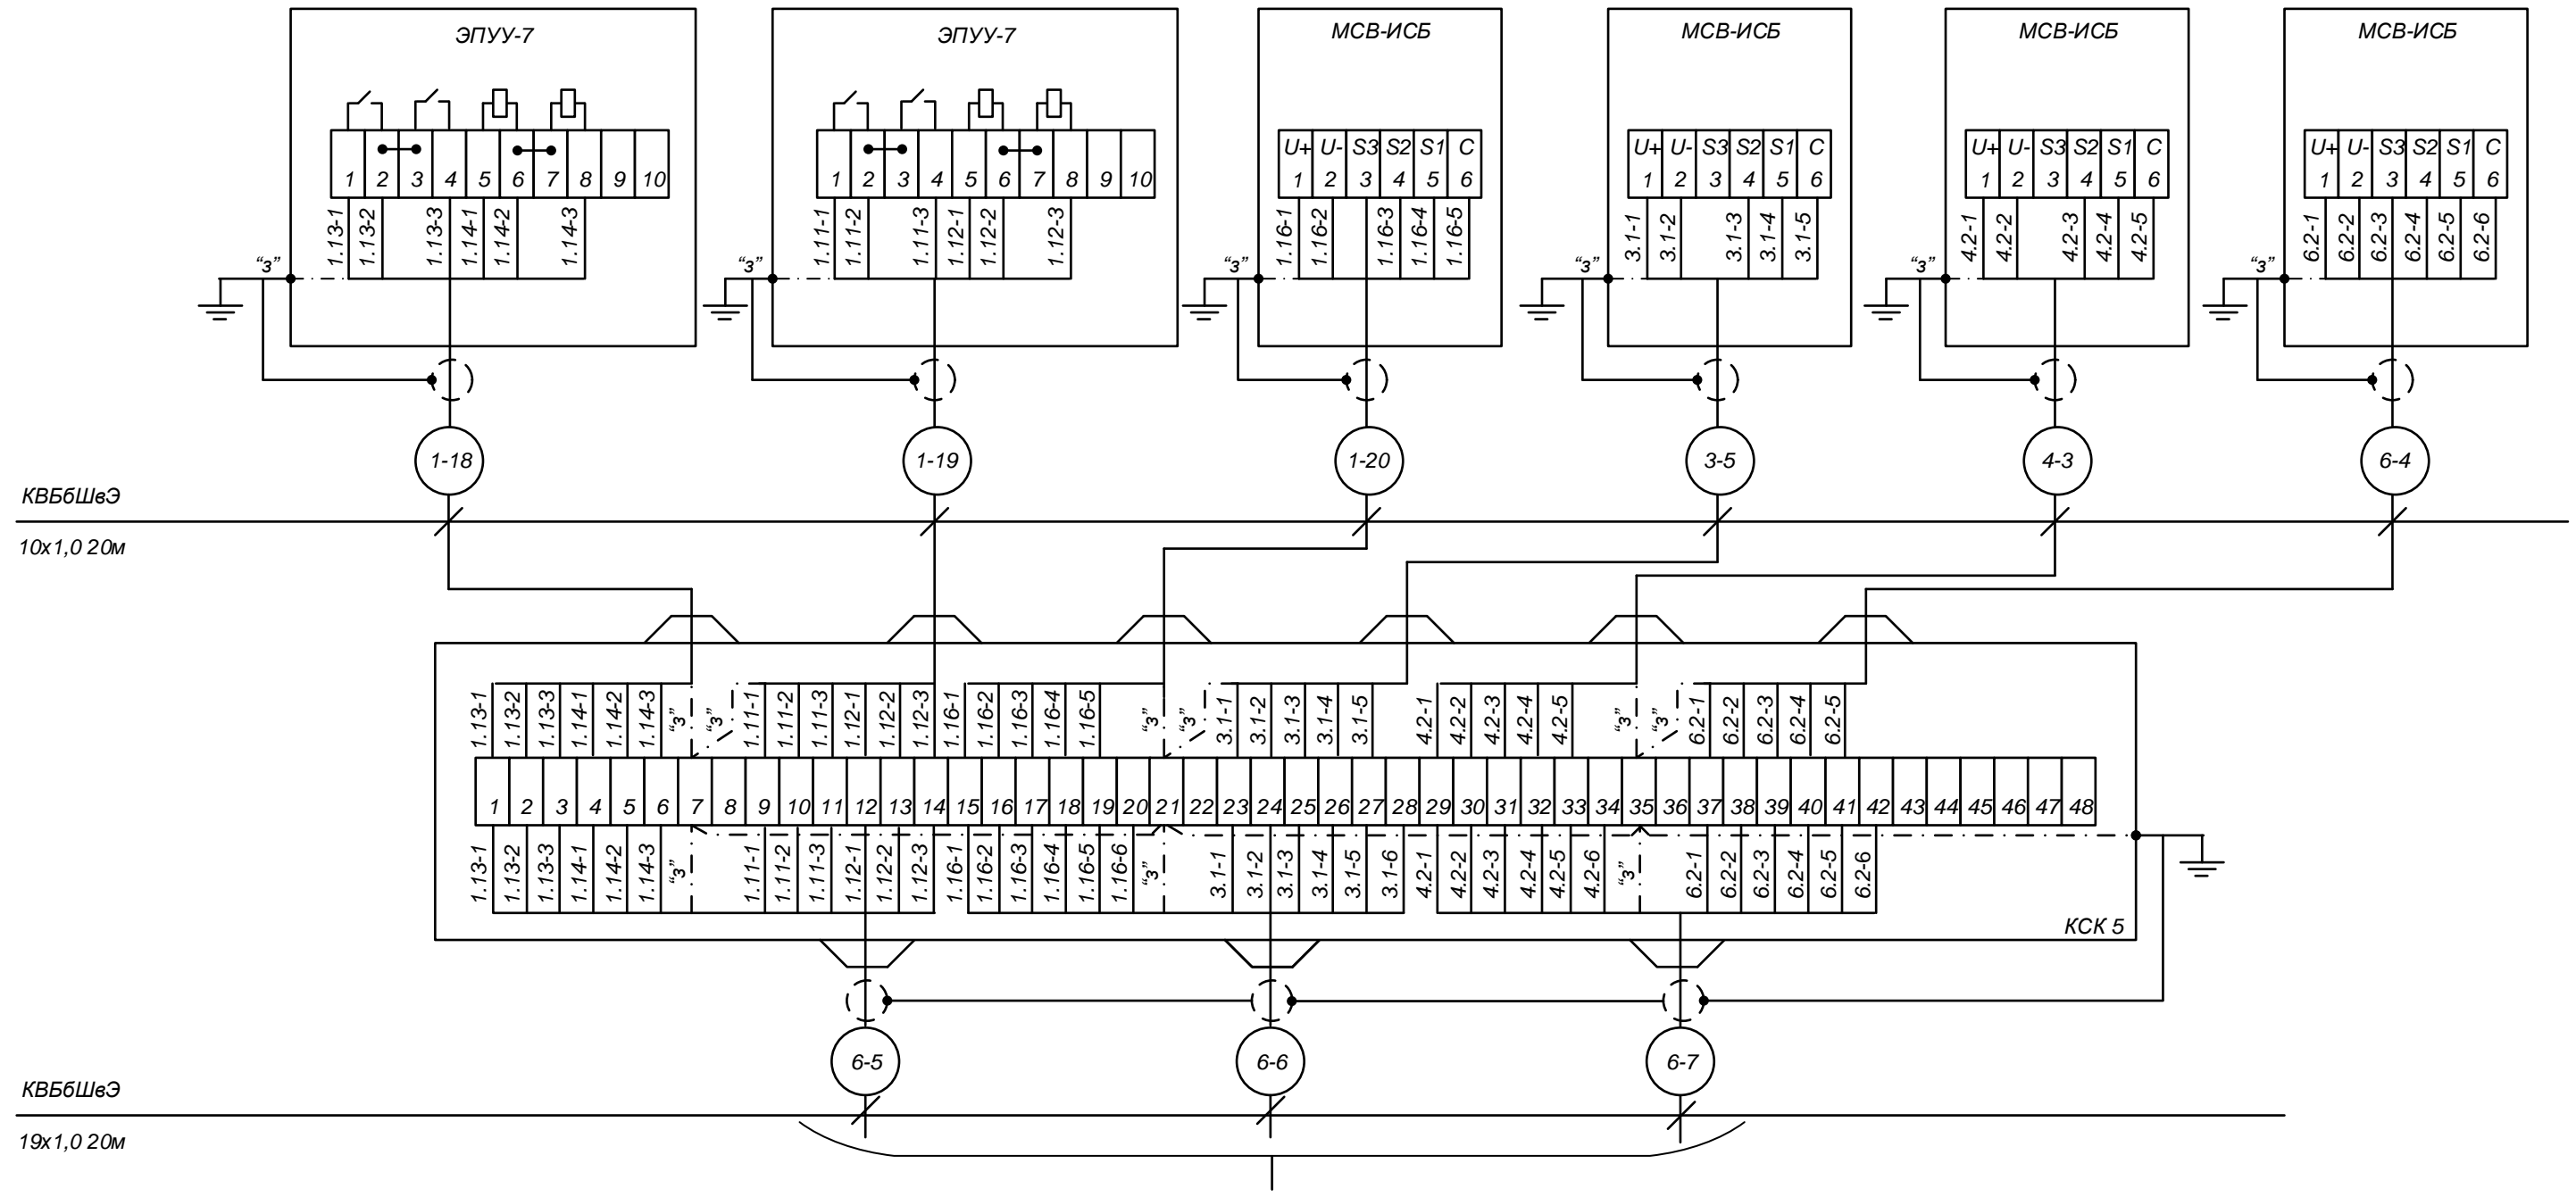 ЭПУУ-7 ЭПУУ-7 МСВ-ИСБ МСВ-ИСБ МСВ-ИСБ МСВ-ИСБ
U+ U- S3 S2 S1 C U+ U- S3 S2 S1 C U+ U- S3 S2 S1 C U+ U- S3 S2 S1 C
1 2 3 4 5 6 7 8 9 10 1 2 3 4 5 6 7 8 9 10 1 2 3 4 5 6 1 2 3 4 5 6 1 2 3 4 5 6 1 2 3 4 5 6
1.13-1 1.13-2 1.13-3 1.14-1 1.14-2 1.14-3 1.11-1 1.11-2 1.11-3 1.12-1 1.12-2 1.12-3 1.16-1 1.16-2 1.16-3 1.16-4 1.16-5 3.1-1 3.1-2 3.1-3 3.1-4 3.1-5 4.2-1 4.2-2 4.2-3 4.2-4 4.2-5 6.2-1 6.2-2 6.2-3 6.2-4 6.2-5 6.2-6
“з” “з” “з” “з” “з” “з”
1-18 1-19 1-20 3-5 4-3 6-4
КВБбШвЭ
10х1,0 20м
1.13-1 1.13-2 1.13-3 1.14-1 1.14-2 1.14-3 “з” “з” 1.11-1 1.11-2 1.11-3 1.12-1 1.12-2 1.12-3 1.16-1 1.16-2 1.16-3 1.16-4 1.16-5 “з” “з” 3.1-1 3.1-2 3.1-3 3.1-4 3.1-5 4.2-1 4.2-2 4.2-3 4.2-4 4.2-5 “з” “з” 6.2-1 6.2-2 6.2-3 6.2-4 6.2-5
1 2 3 4 5 6 7 8 9 10 11 12 13 14 15 16 17 18 19 20 21 22 23 24 25 26 27 28 29 30 31 32 33 34 35 36 37 38 39 40 41 42 43 44 45 46 47 48
1.13-1 1.13-2 1.13-3 1.14-1 1.14-2 1.14-3 “з” 1.11-1 1.11-2 1.11-3 1.12-1 1.12-2 1.12-3 1.16-1 1.16-2 1.16-3 1.16-4 1.16-5 1.16-6 “з” 3.1-1 3.1-2 3.1-3 3.1-4 3.1-5 3.1-6 4.2-1 4.2-2 4.2-3 4.2-4 4.2-5 4.2-6 “з” 6.2-1 6.2-2 6.2-3 6.2-4 6.2-5 6.2-6
КСК 5
6-5 6-6 6-7
КВБбШвЭ
19х1,0 20м